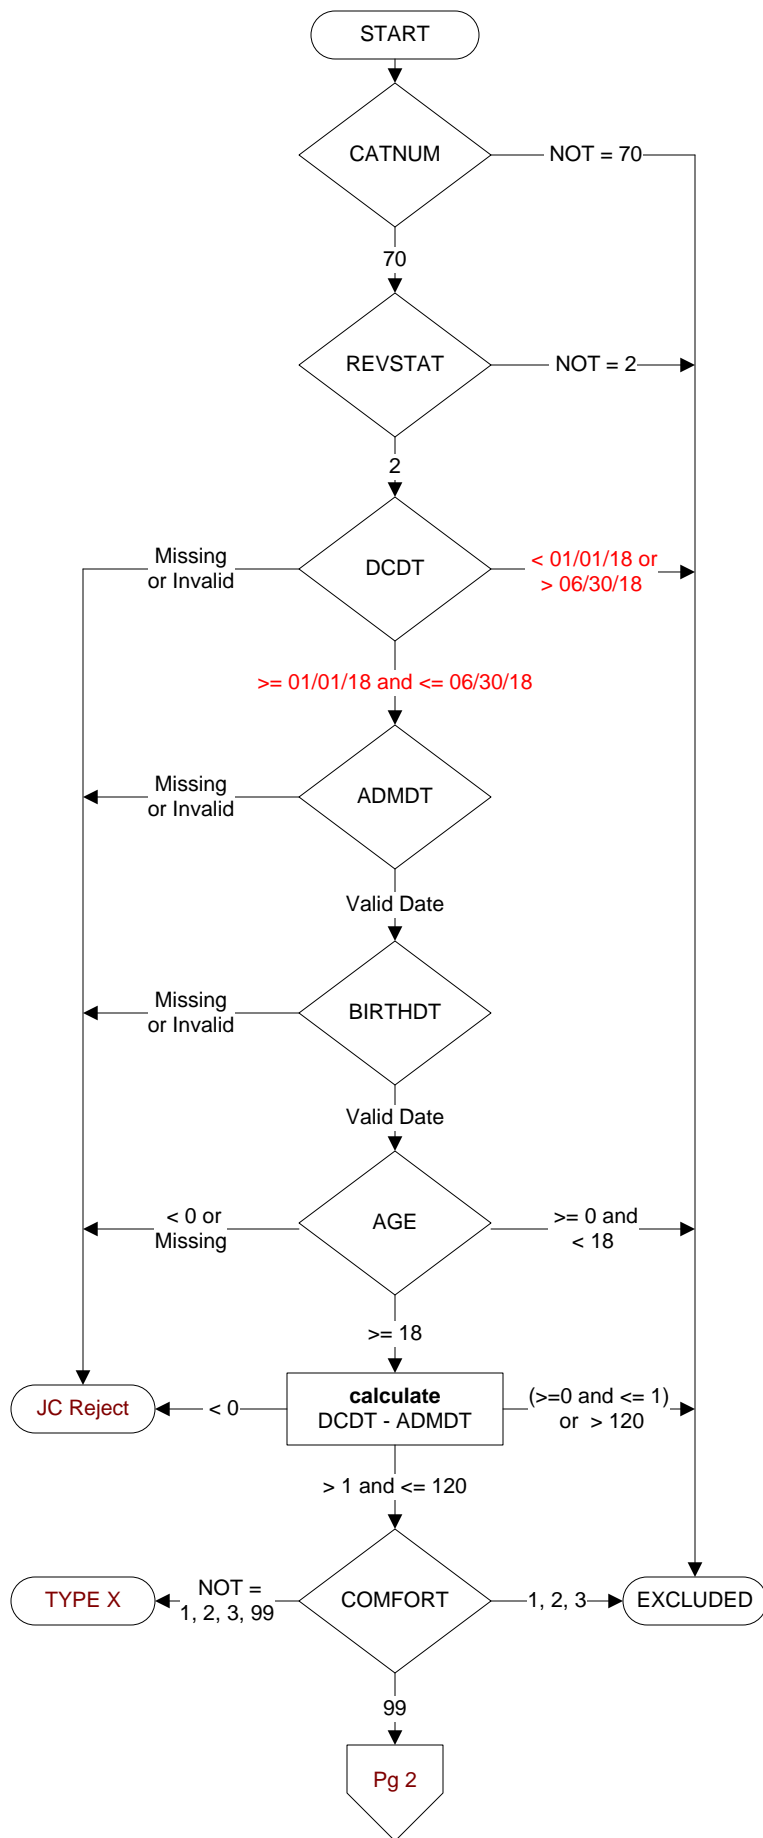 START
CATNUM
NOT = 70
70
REVSTAT
NOT = 2
2
Missing
or Invalid
DCDT
< 01/01/18 or
> 06/30/18
>= 01/01/18 and <= 06/30/18
Missing
or Invalid
ADMDT
Valid Date
Missing
or Invalid
BIRTHDT
Valid Date
< 0 or
Missing
AGE
>= 0 and
< 18
>= 18
JC Reject
< 0
calculate
DCDT - ADMDT
(>=0 and <= 1)
or > 120
> 1 and <= 120
TYPE X
NOT =
1, 2, 3, 99
COMFORT
1, 2, 3
EXCLUDED
99
Pg 2